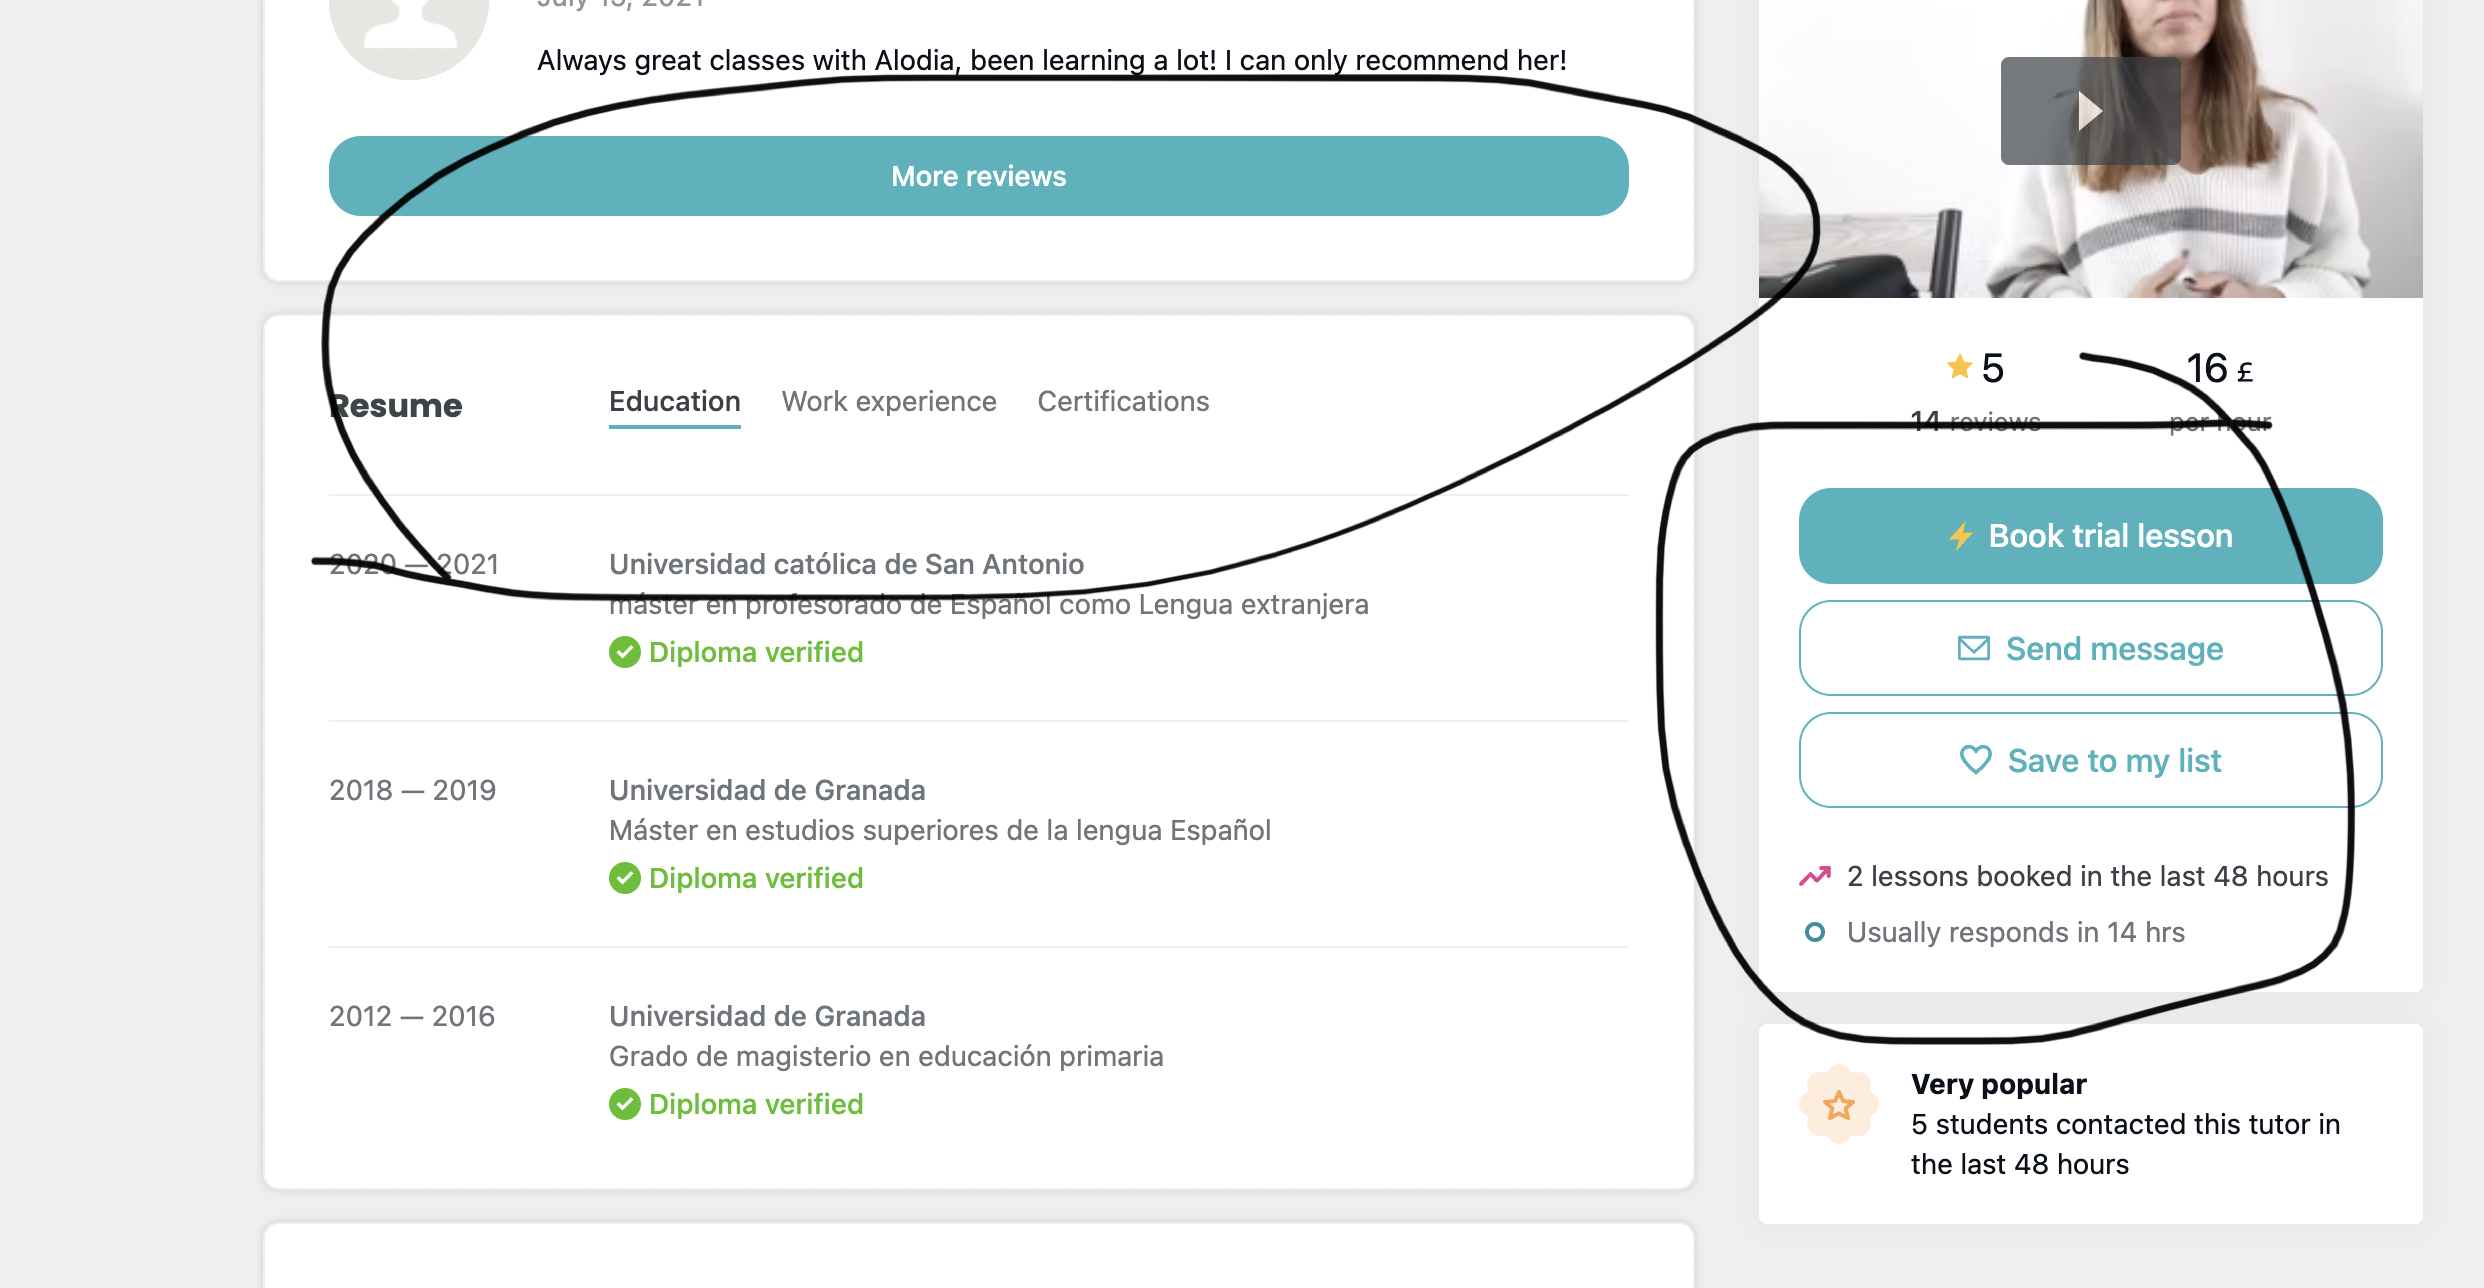 July 13, 2021
Always great classes with Alodia, been learning a lot! I can only recommend her!
More reviews
Resume
Education Work experience Certifications
2020 — 2021
Universidad católica de San Antonio
máster en profesorado de Español como Lengua extranjera
Diploma verified
2018 — 2019
Universidad de Granada
Máster en estudios superiores de la lengua Español
Diploma verified
2012 — 2016
Universidad de Granada
Grado de magisterio en educación primaria
Diploma verified
5
14 reviews
16 £
per hour
Book trial lesson
Send message
Save to my list
2 lessons booked in the last 48 hours
Usually responds in 14 hrs
Very popular
5 students contacted this tutor in
the last 48 hours